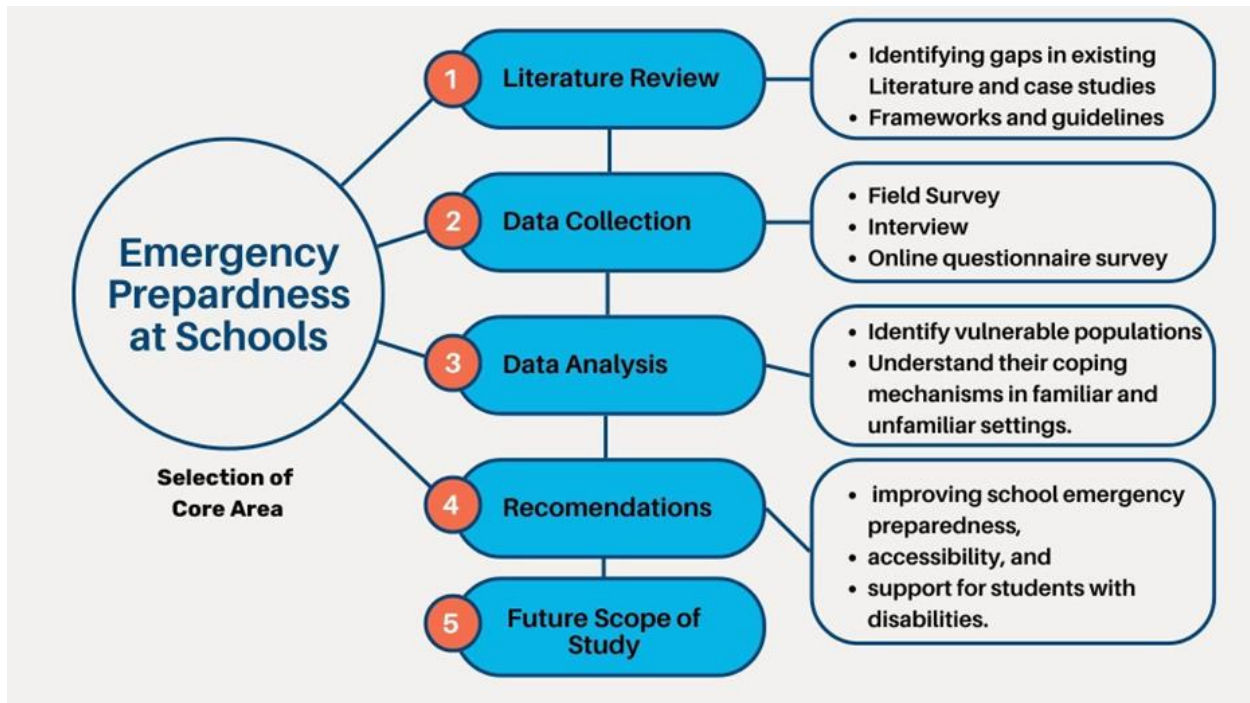 Emergency
Prepardness
at Schools
Selection of
Core Area
1
Literature Review
• Identifying gaps in existing
Literature and case studies
• Frameworks and guidelines
2
Data Collection
• Field Survey
• Interview
• Online questionnaire survey
3
Data Analysis
• Identify vulnerable populations
• Understand their coping
mechanisms in familiar and
unfamiliar settings.
4
Recomendations
• improving school emergency
preparedness,
• accessibility, and
• support for students with
disabilities.
5
Future Scope of
Study